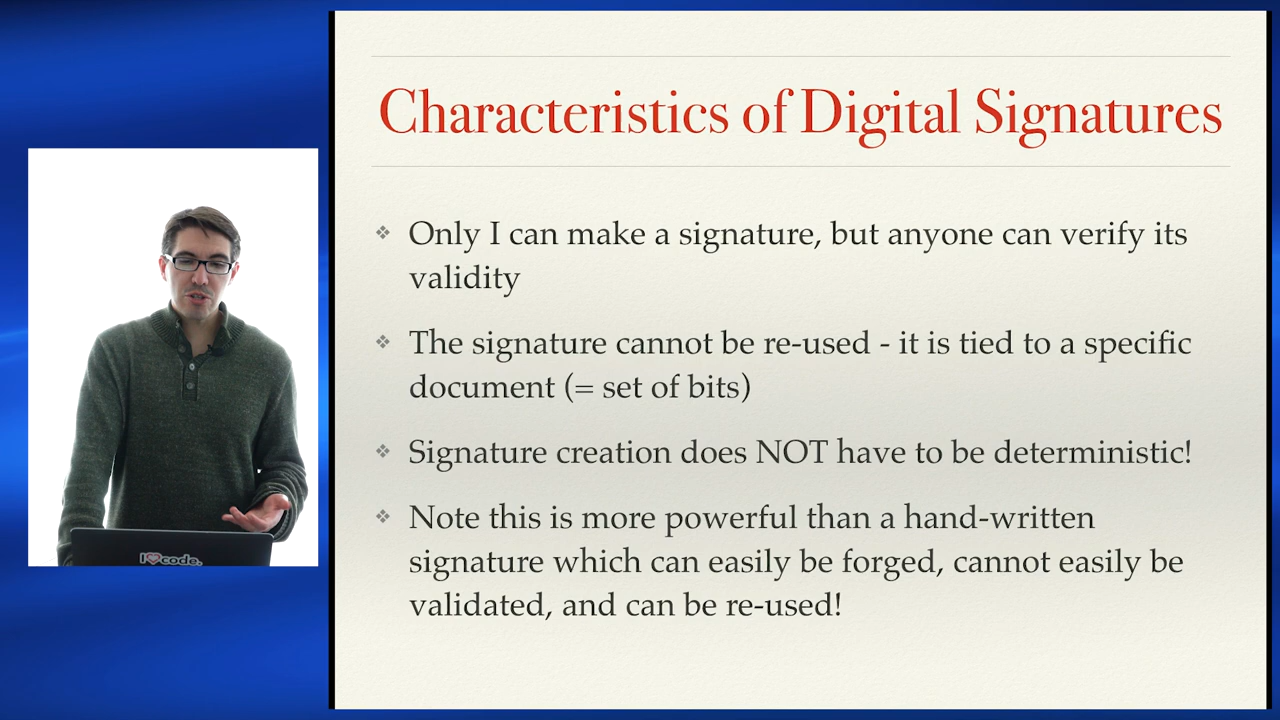 Characteristics of Digital Signatures
❖ Only I can make a signature, but anyone can verify its
validity
❖ The signature cannot be re-used - it is tied to a specific
document (= set of bits)
❖ Signature creation does NOT have to be deterministic!
❖ Note this is more powerful than a hand-written
signature which can easily be forged, cannot easily be
validated, and can be re-used!
I❤code.